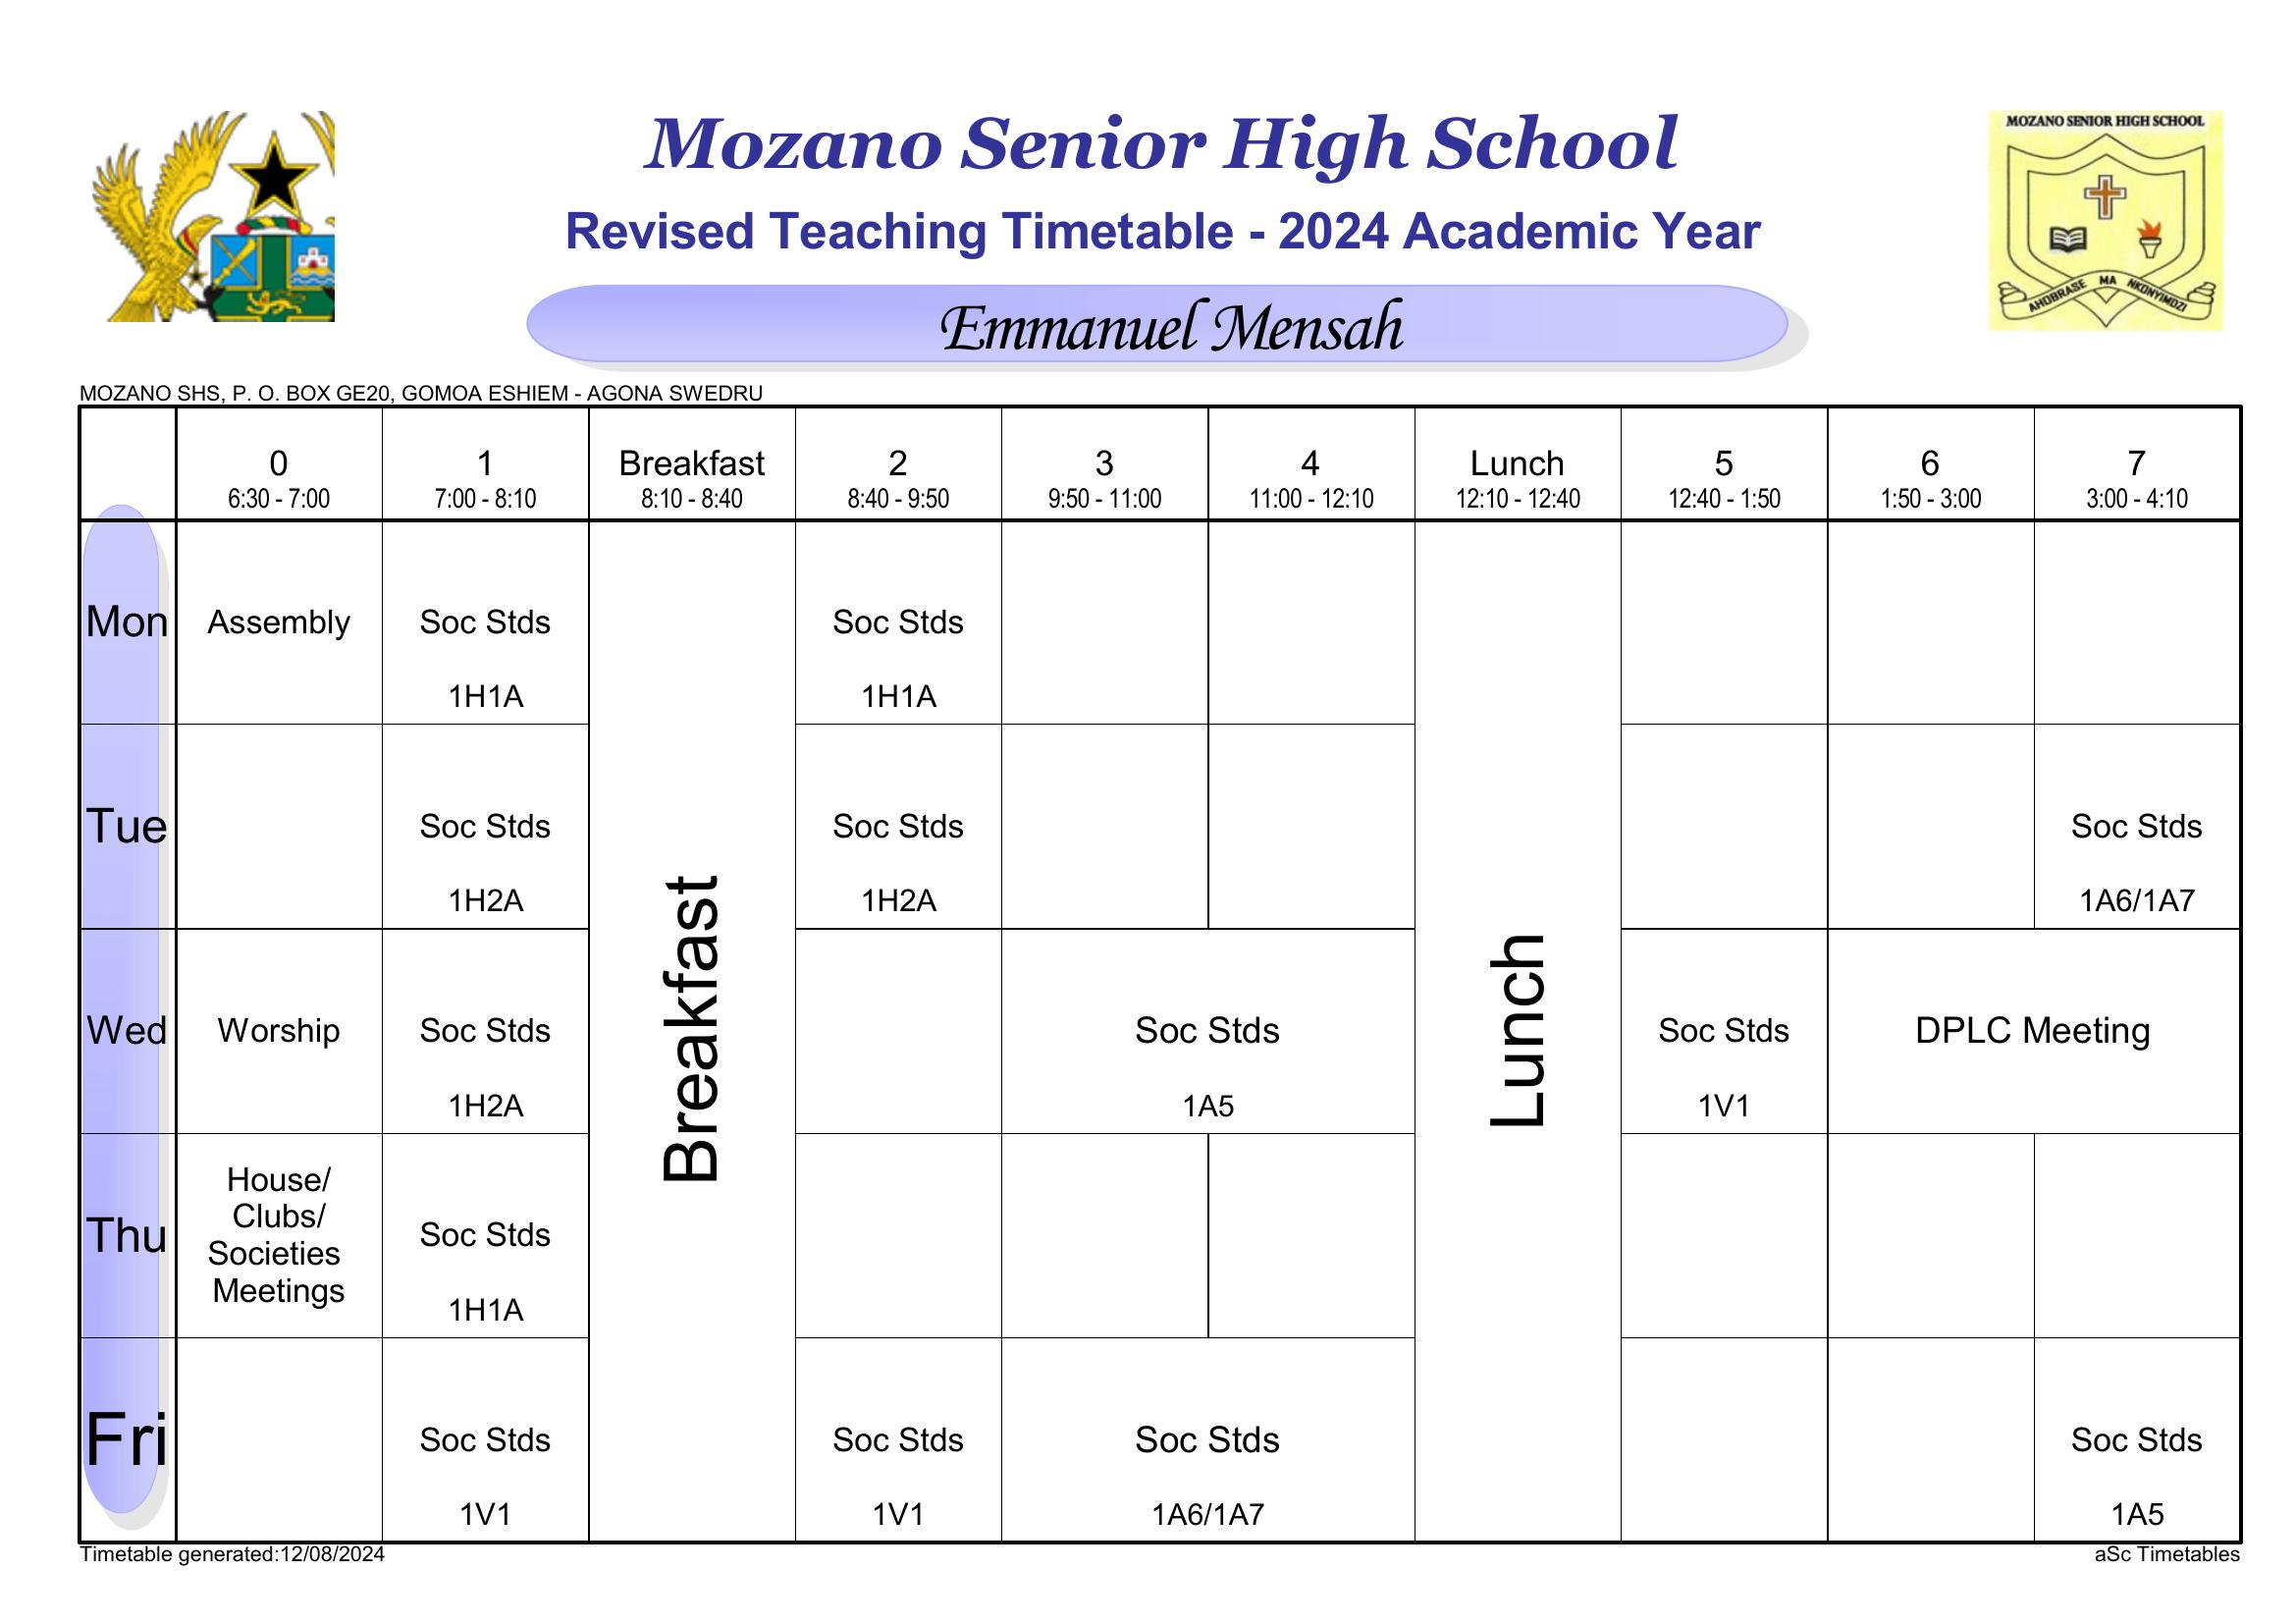 MOZANO SENIOR HIGH SCHOOL
AHOBRASE MA NKONYIMDZI
Mozano Senior High School
Revised Teaching Timetable - 2024 Academic Year
Emmanuel Mensah
MOZANO SHS, P. O. BOX GE20, GOMOA ESHIEM - AGONA SWEDRU
0 1 Breakfast 2 3 4 Lunch 5 6 7
6:30 - 7:00 7:00 - 8:10 8:10 - 8:40 8:40 - 9:50 9:50 - 11:00 11:00 - 12:10 12:10 - 12:40 12:40 - 1:50 1:50 - 3:00 3:00 - 4:10
Mon Assembly Soc Stds Soc Stds
1H1A 1H1A
Tue Soc Stds Soc Stds Soc Stds
1H2A 1H2A 1A6/1A7
Breakfast
Lunch
Wed Worship Soc Stds Soc Stds Soc Stds DPLC Meeting
1H2A 1A5 1V1
House/
Clubs/
Thu Soc Stds
Societies
Meetings
1H1A
Fri Soc Stds Soc Stds Soc Stds Soc Stds
1V1 1V1 1A6/1A7 1A5
Timetable generated:12/08/2024 aSc Timetables